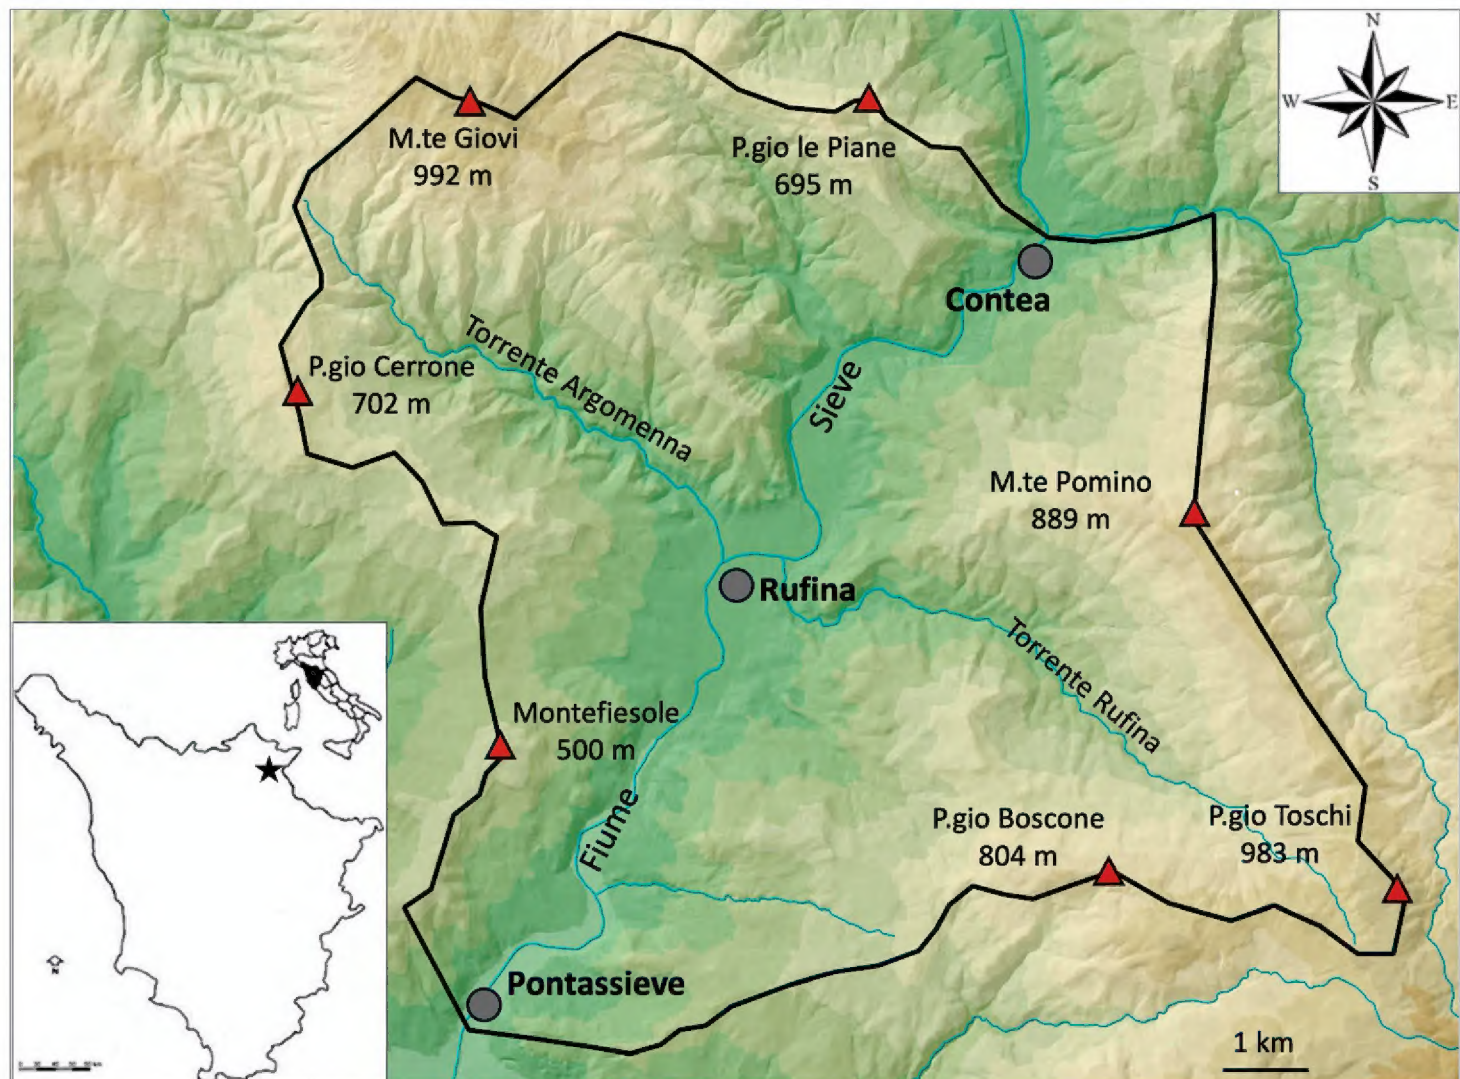 N
W
E
S
M.te Giovi
992 m
P.gio le Piane
695 m
Contea
Torrente Argomenna
P.gio Cerrone
702 m
Sieve
M.te Pomino
889 m
Rufina
Torrente Rufina
Montefiesole
500 m
Fiume
P.gio Boscone
804 m
P.gio Toschi
983 m
Pontassieve
1 km